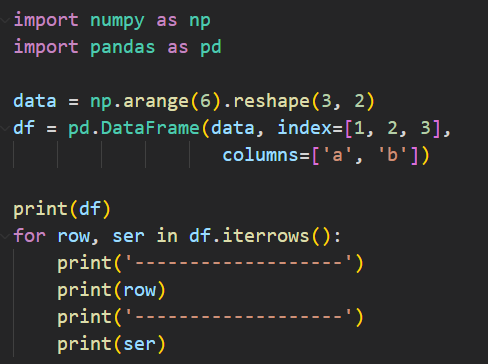 import numpy as np
import pandas as pd

data = np.arange(6).reshape(3, 2)
df = pd.DataFrame(data, index=[1, 2, 3],
                  columns=['a', 'b'])

print(df)
for row, ser in df.iterrows():
    print('-------------------')
    print(row)
    print('-------------------')
    print(ser)